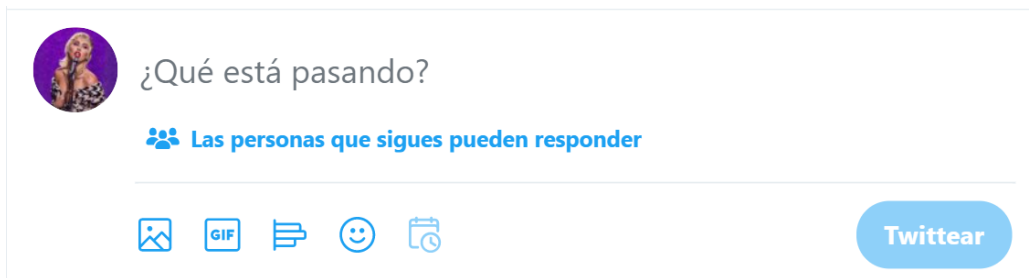 ¿Qué está pasando?
Las personas que sigues pueden responder
GIF
Twittear